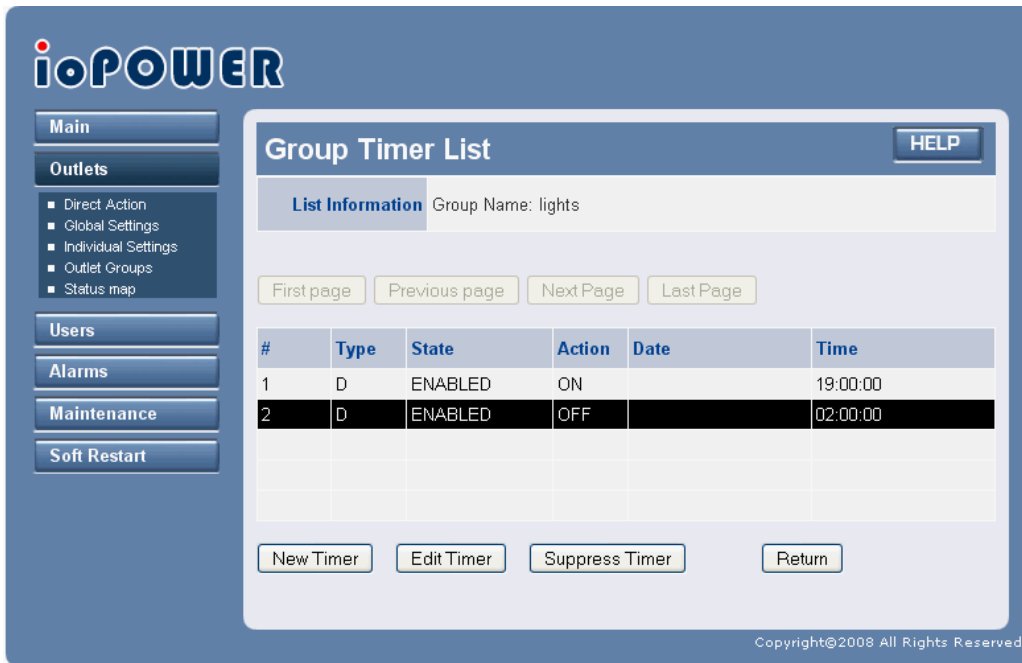 ioPOWER
Main
Outlets
Direct Action
Global Settings
Individual Settings
Outlet Groups
Status map
Users
Alarms
Maintenance
Soft Restart
Group Timer List
HELP
List Information Group Name: lights
First page Previous page Next Page Last Page
# Type State Action Date Time
1 D ENABLED ON 19:00:00
2 D ENABLED OFF 02:00:00
New Timer Edit Timer Suppress Timer Return
Copyright©2008 All Rights Reserved